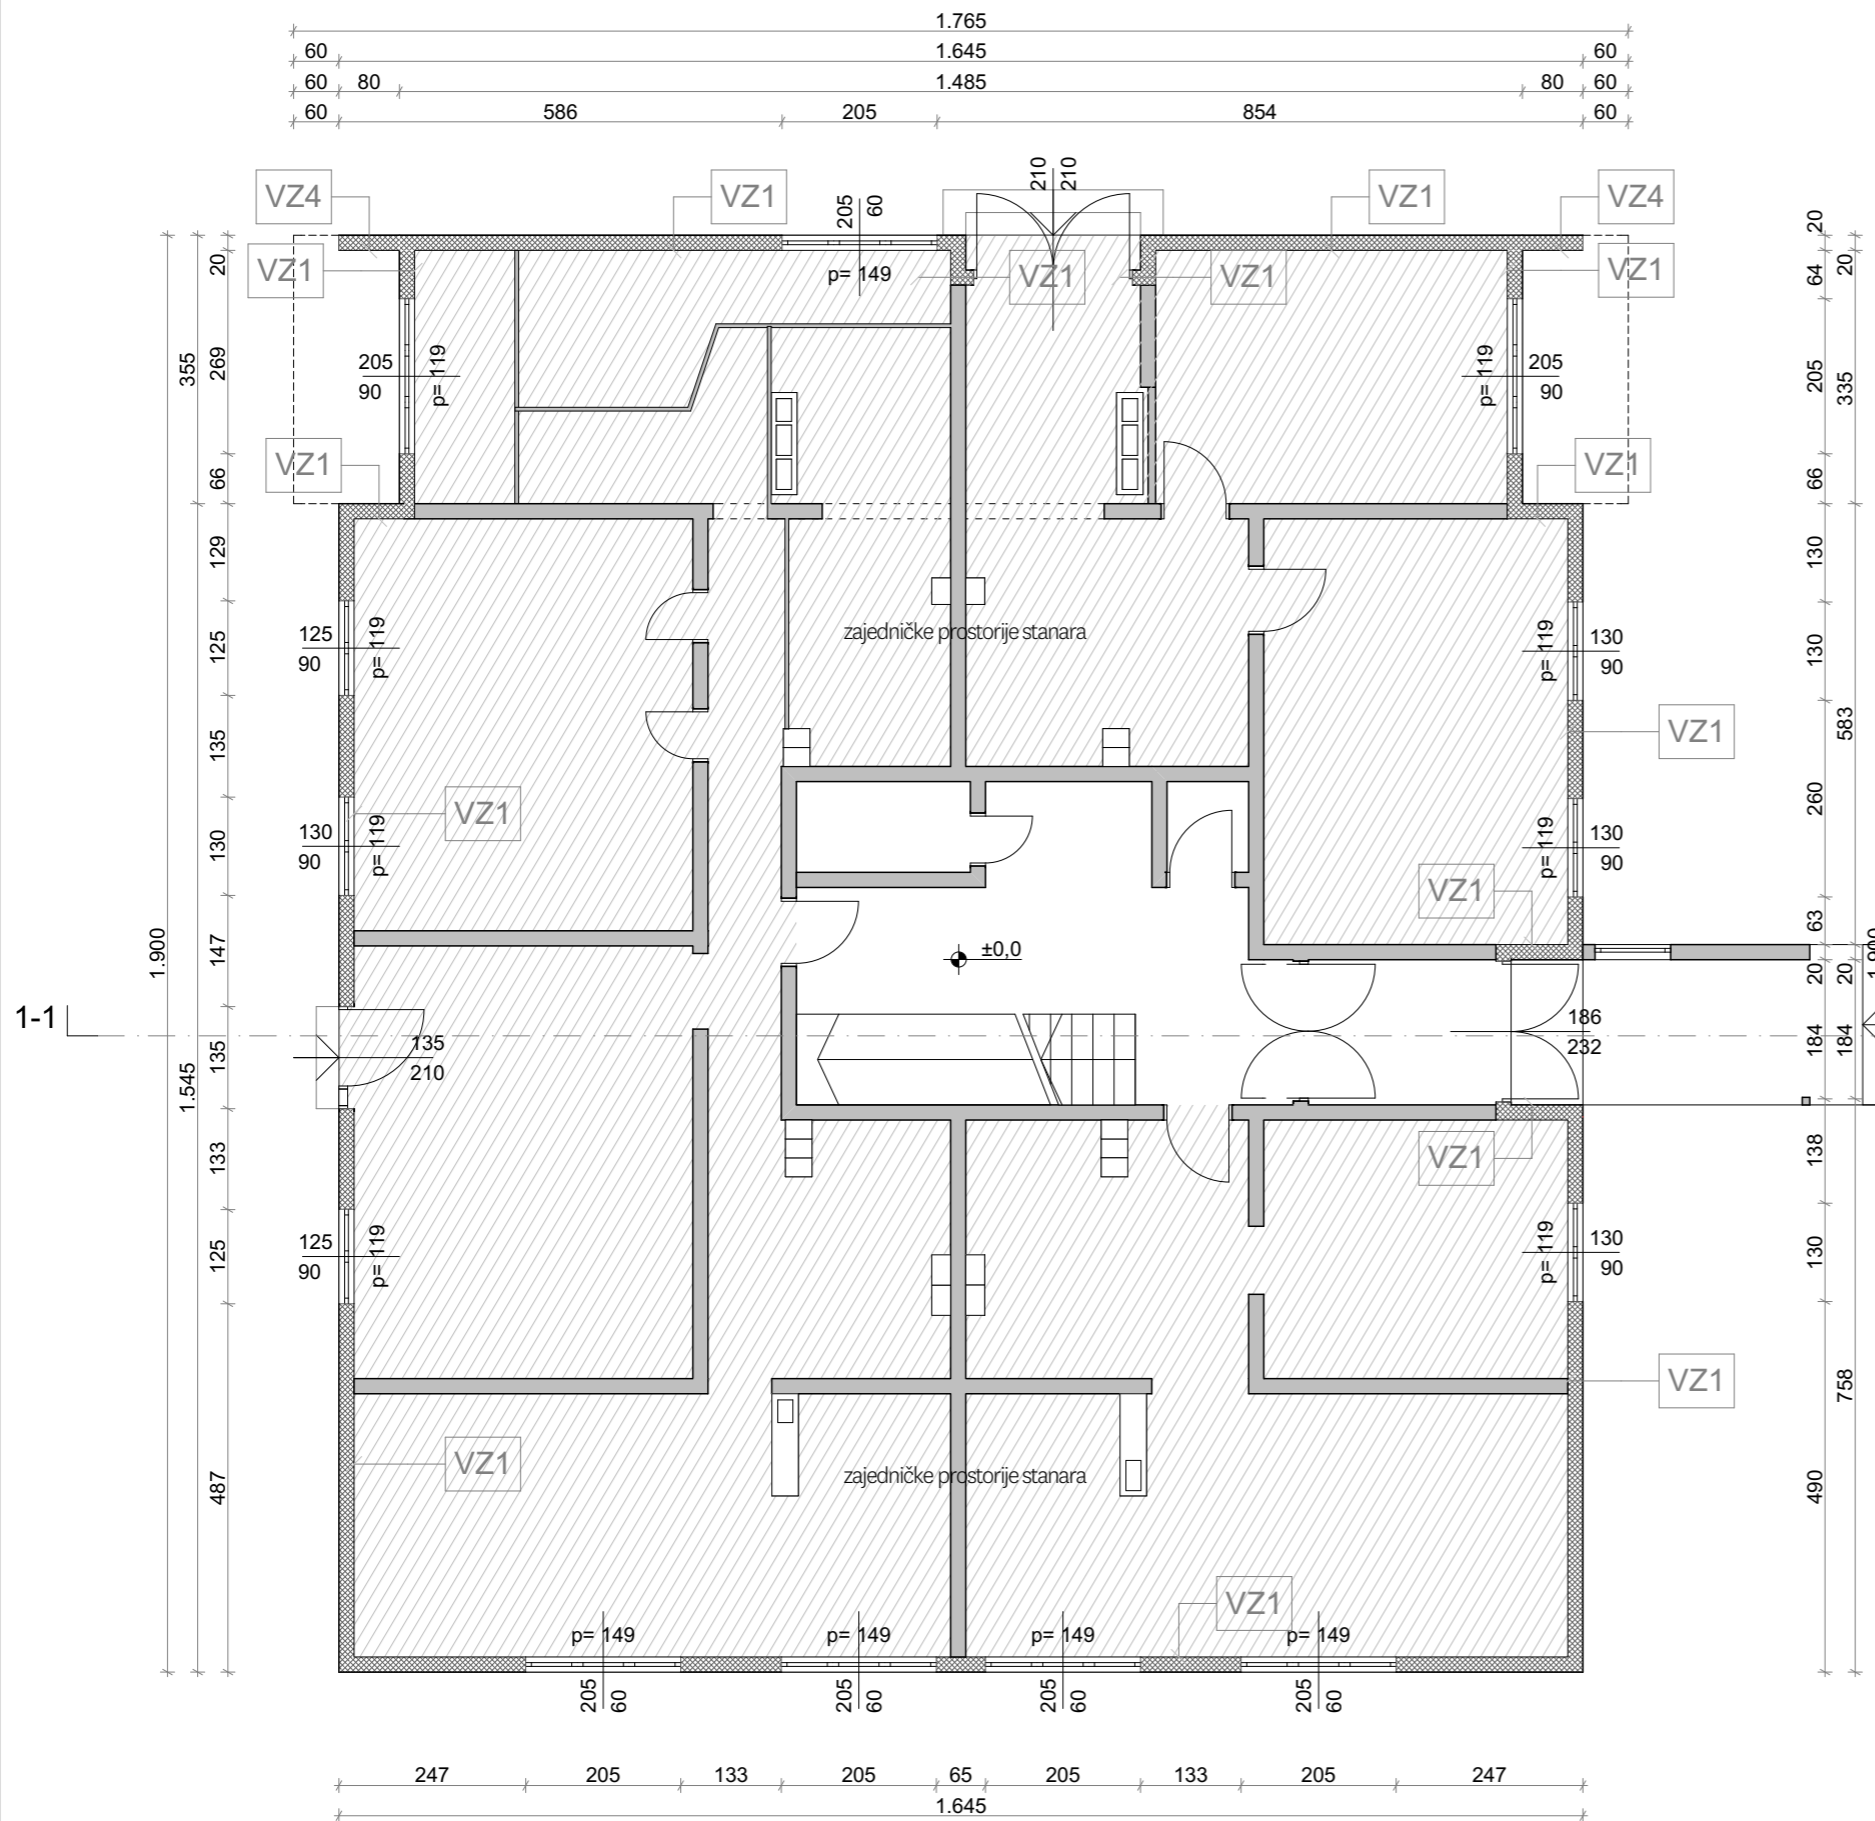 1.765
60 1.645 60
60 80 1.485 80 60
60 586 205 854 60
VZ4
VZ1
205
60
210
210
VZ1
VZ4
VZ1
p= 149
VZ1
VZ1
VZ1
20
20
64
20
355
269
205
90
p= 119
p= 119
205
90
205
335
VZ1
66
VZ1
66
129
130
125
125
90
p= 119
zajedničke prostorije stanara
p= 119
130
90
130
583
135
VZ1
VZ1
260
130
130
90
p= 119
p= 119
130
90
VZ1
63
1.900
147
±0,0
1.900
20
20
1-1
135
210
186
232
184
184
1.545
135
133
VZ1
138
125
125
90
p= 119
p= 119
130
90
130
VZ1
758
VZ1
487
zajedničke prostorije stanara
490
VZ1
p= 149
p= 149
p= 149
p= 149
205
60
205
60
205
60
205
60
247 205 133 205 65 205 133 205 247
1.645